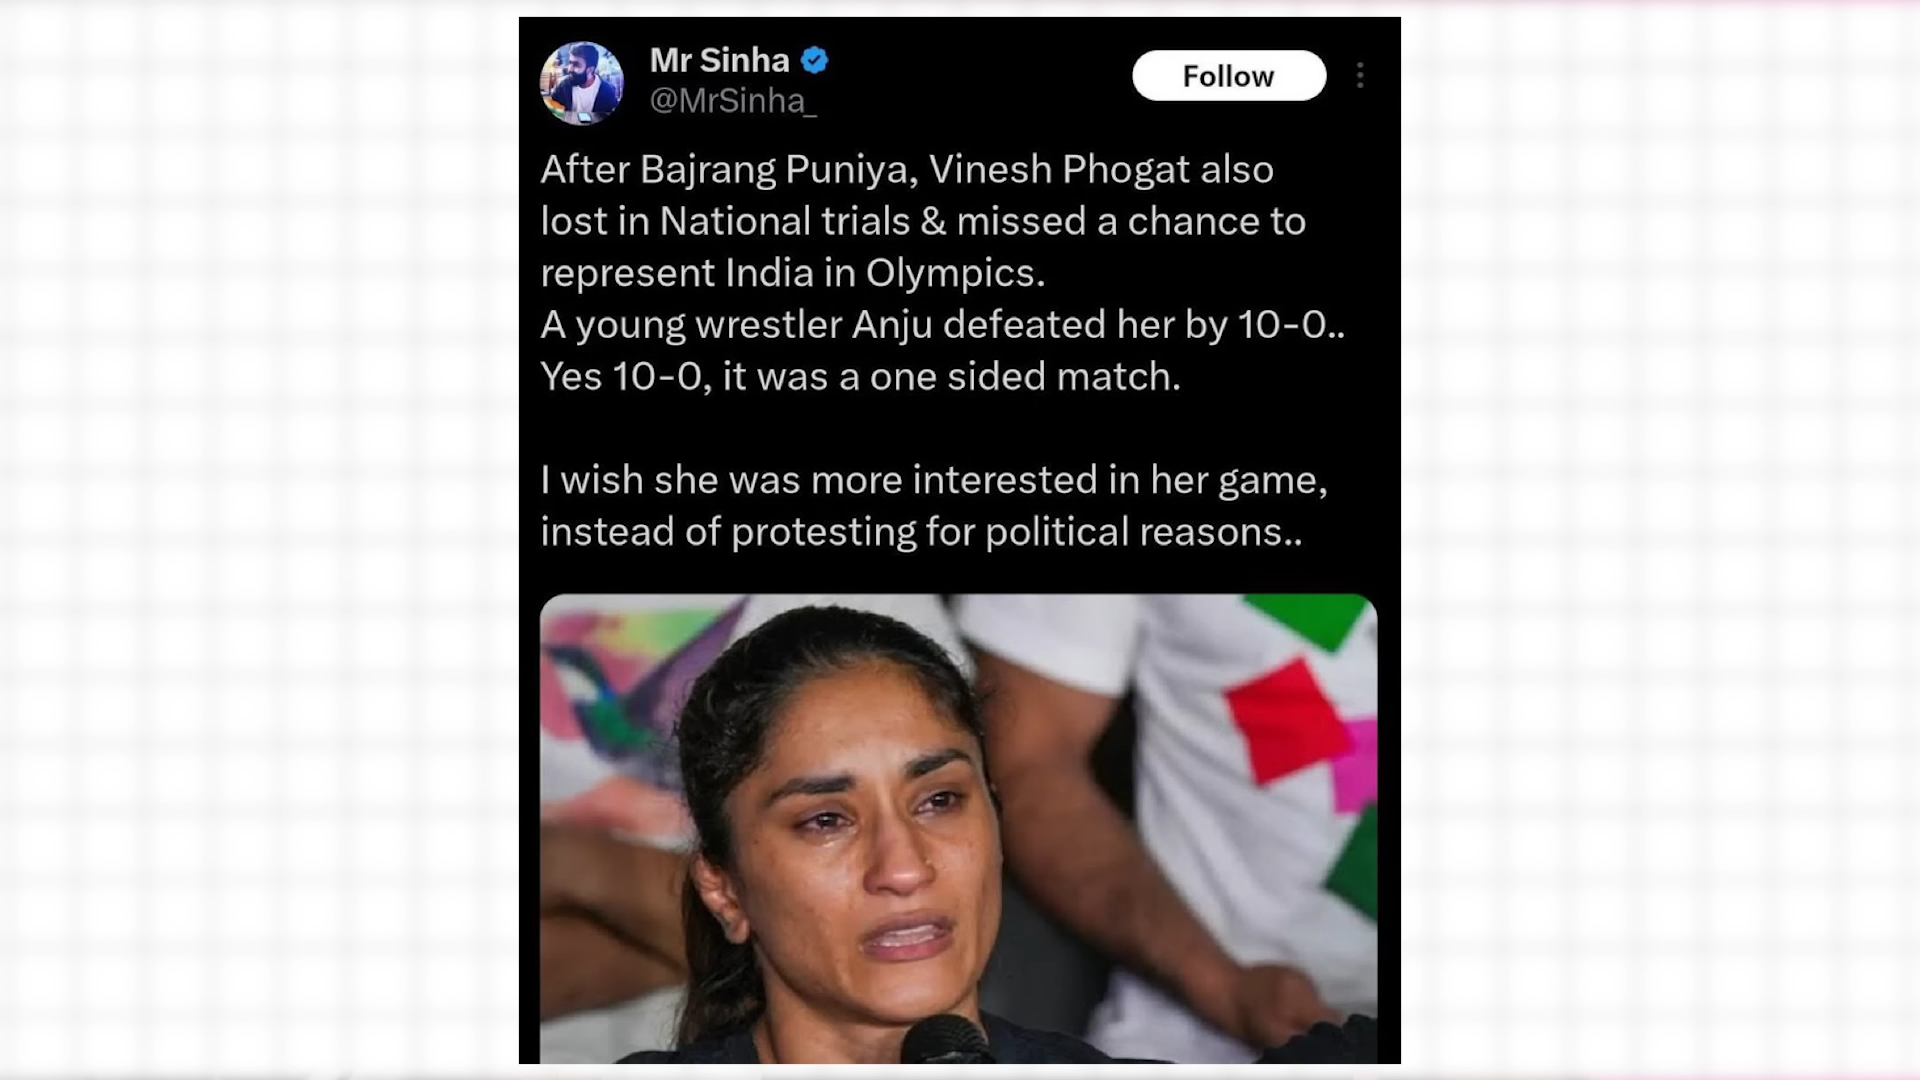 Mr Sinha
@MrSinha_
Follow
After Bajrang Puniya, Vinesh Phogat also
lost in National trials & missed a chance to
represent India in Olympics.
A young wrestler Anju defeated her by 10-0..
Yes 10-0, it was a one sided match.
I wish she was more interested in her game,
instead of protesting for political reasons..